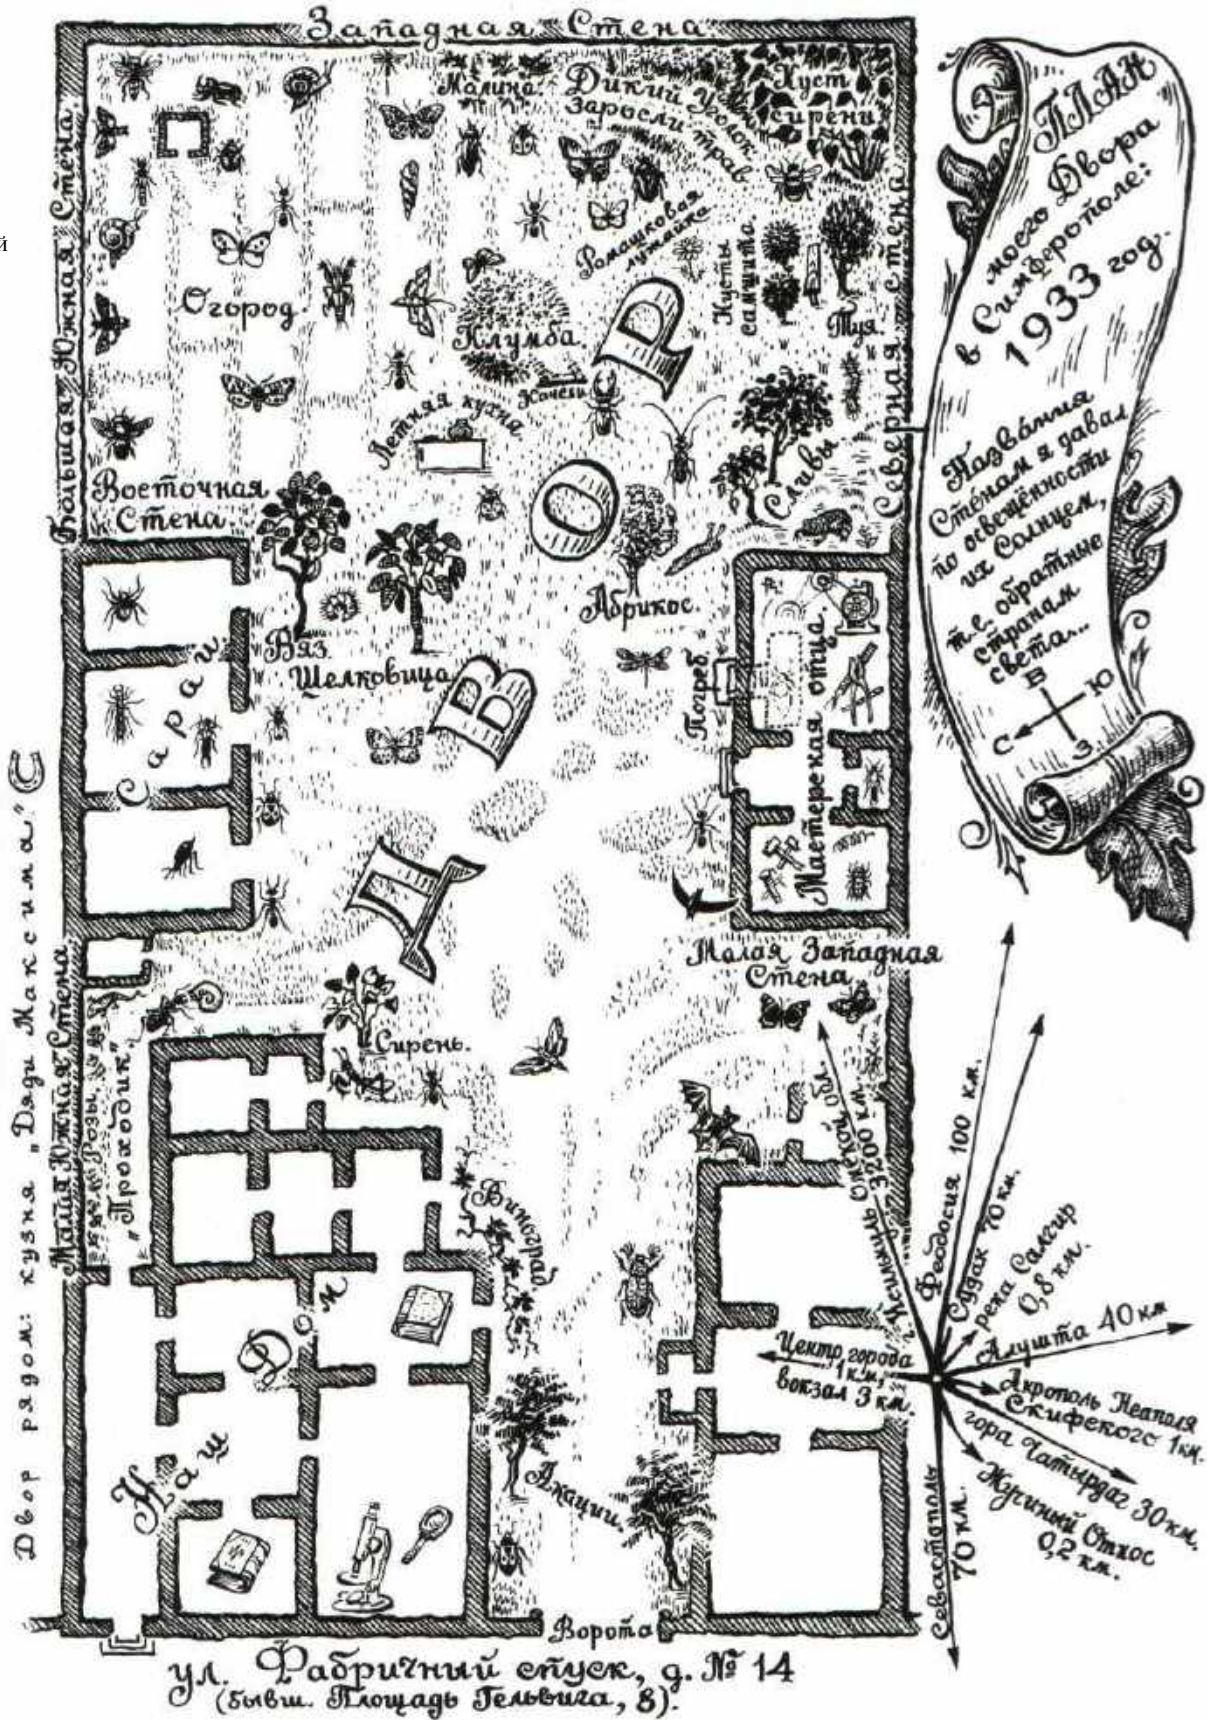 Западная Стена
й
Большая Южная Стена.
Малина.
Дикий Уголок
Заросли трав
Куст
сирень
Огород.
Ромашковая
лужайка
Клумба.
Качели
Летняя кухня.
Кусты
самшита.
Туя.
Северная стена
Сливы
Восточная
Стена.
ДВОР
Абрикос.
Вяз.
Шелковица
Сараи
Погреб.
Мастерская отца.
Малая Западная
Стена
Сирень.
Малая Южная Стена
Розы.
"Проходик"
Виноград.
Наш Дом
Акации.
Ворота
Двор рядом: кузня „Дяди Максима"
ул. Фабричный спуск, д. № 14
(бывш. Площадь Гельвига, 8).
ПЛАН
моего Двора
в Симферополе:
1933 год.
Названия
Стенам я давал
по освещённости
их Солнцем,
т.е. обратные
странам
света...
В
Ю
С
З
г. Исилькуль Омской обл. 3200 км
Феодосия 100 км.
Судак 70 км.
река Салгир
0,8 км.
Алушта 40 км
Акрополь Неаполя
Скифского 1 км.
гора Чатырдаг 30 км.
Жучиный Откос
0,2 км.
Севастополь
70 км.
Центр города
1 км,
вокзал 3 км.